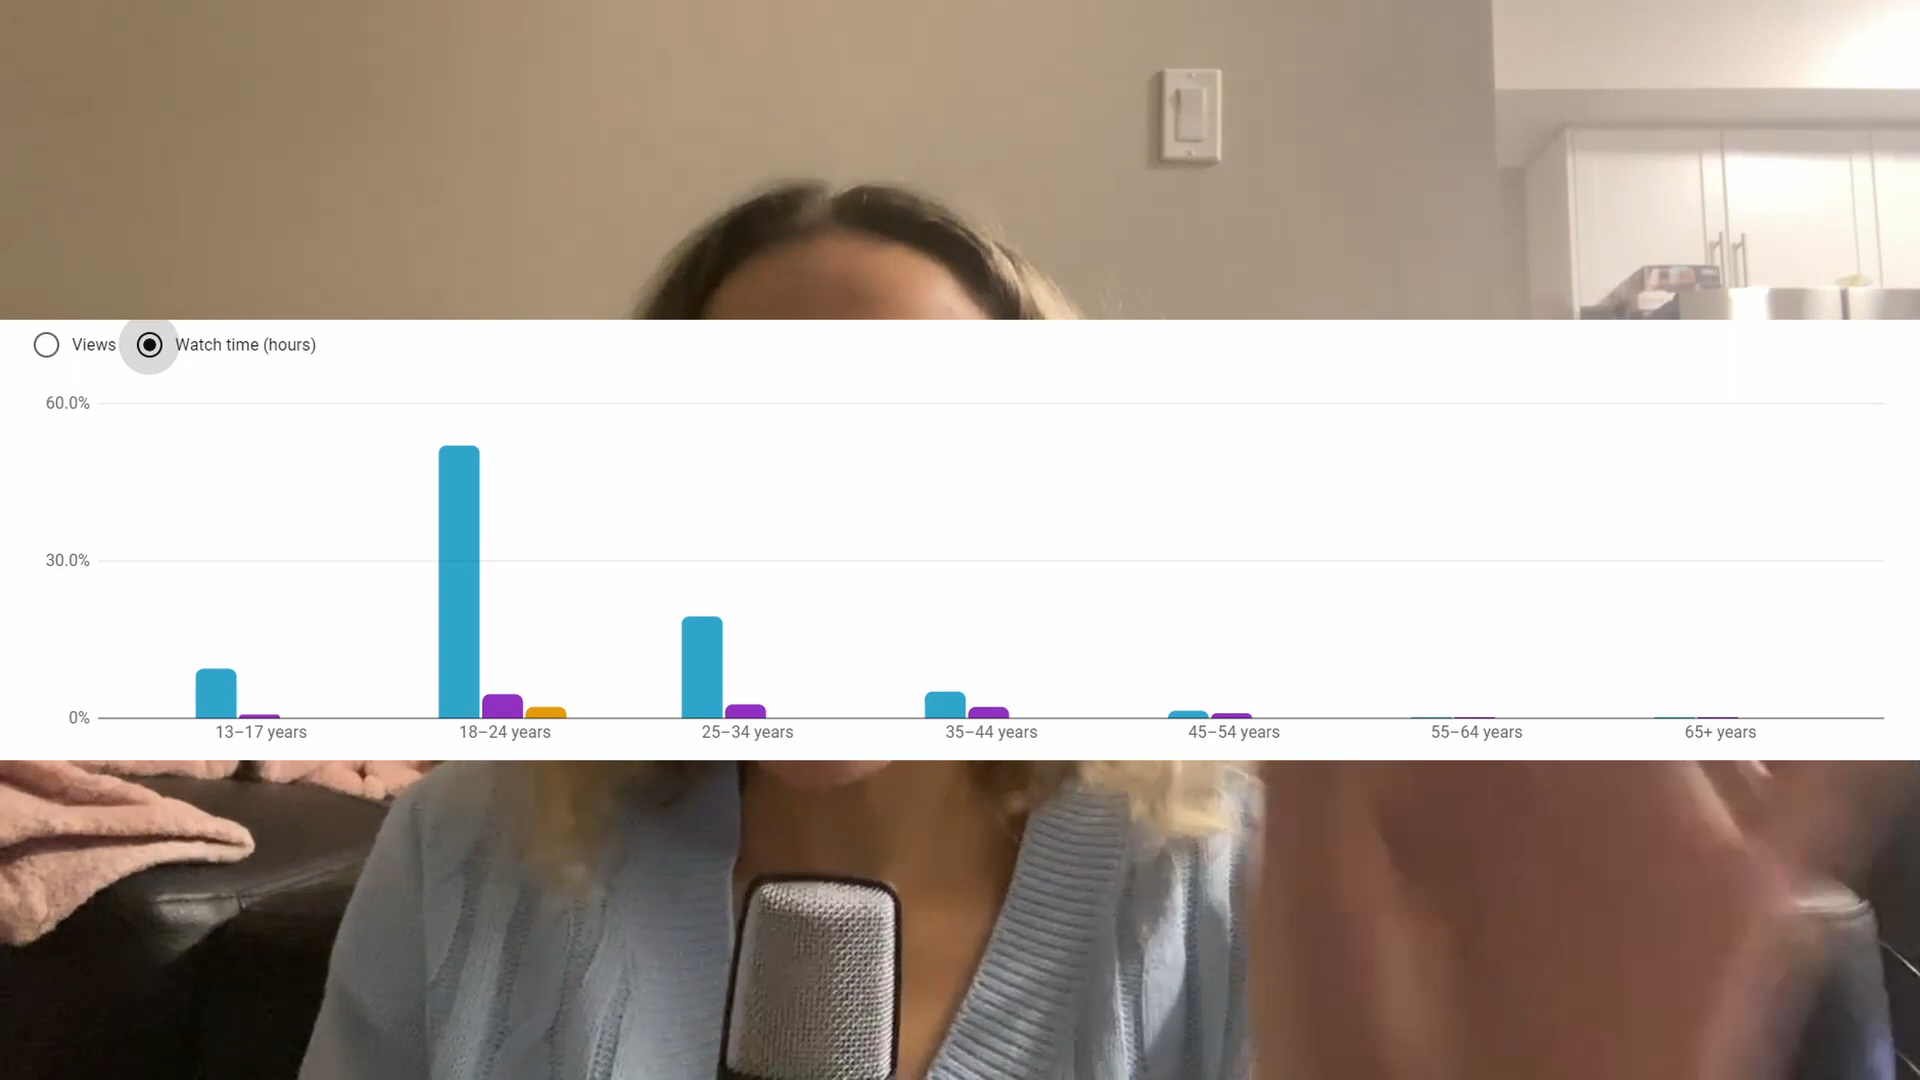 Views Watch time (hours)
60.0%
30.0%
0%
13–17 years 18–24 years 25–34 years 35–44 years 45–54 years 55–64 years 65+ years